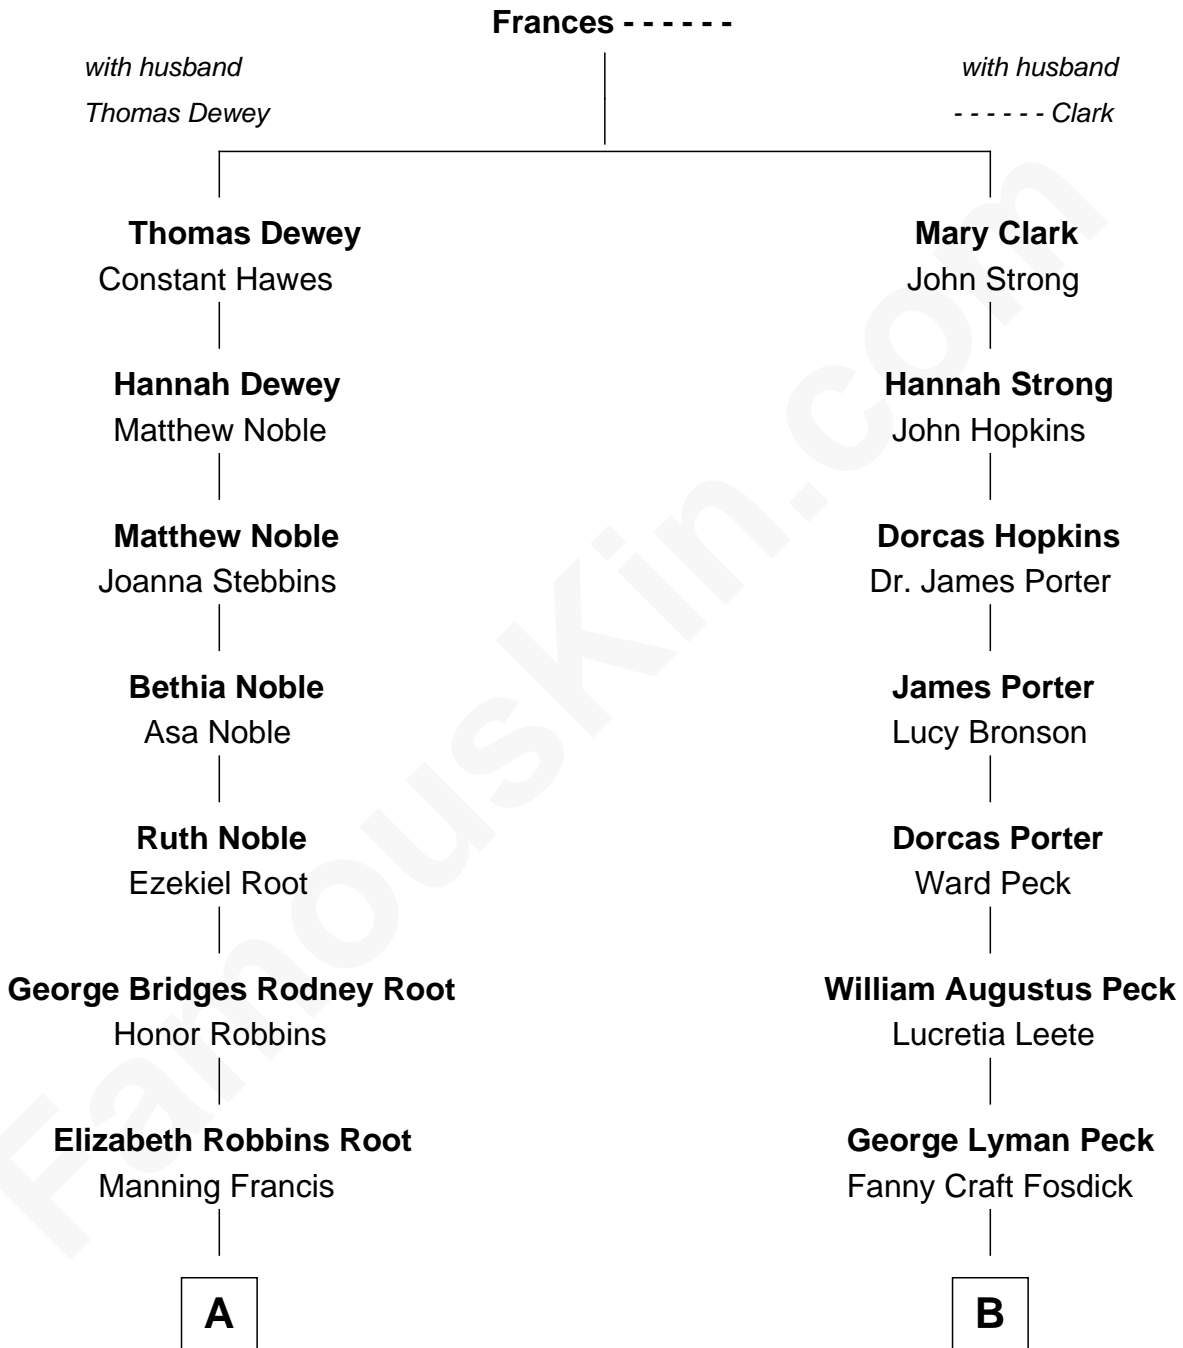 Frances - - - - - -
with husband
Thomas Dewey
with husband
- - - - - - Clark
Thomas Dewey
Constant Hawes
Mary Clark
John Strong
Hannah Dewey
Matthew Noble
Hannah Strong
John Hopkins
Matthew Noble
Joanna Stebbins
Dorcas Hopkins
Dr. James Porter
Bethia Noble
Asa Noble
James Porter
Lucy Bronson
Ruth Noble
Ezekiel Root
Dorcas Porter
Ward Peck
George Bridges Rodney Root
Honor Robbins
William Augustus Peck
Lucretia Leete
Elizabeth Robbins Root
Manning Francis
George Lyman Peck
Fanny Craft Fosdick
A
B
FamousKin.com